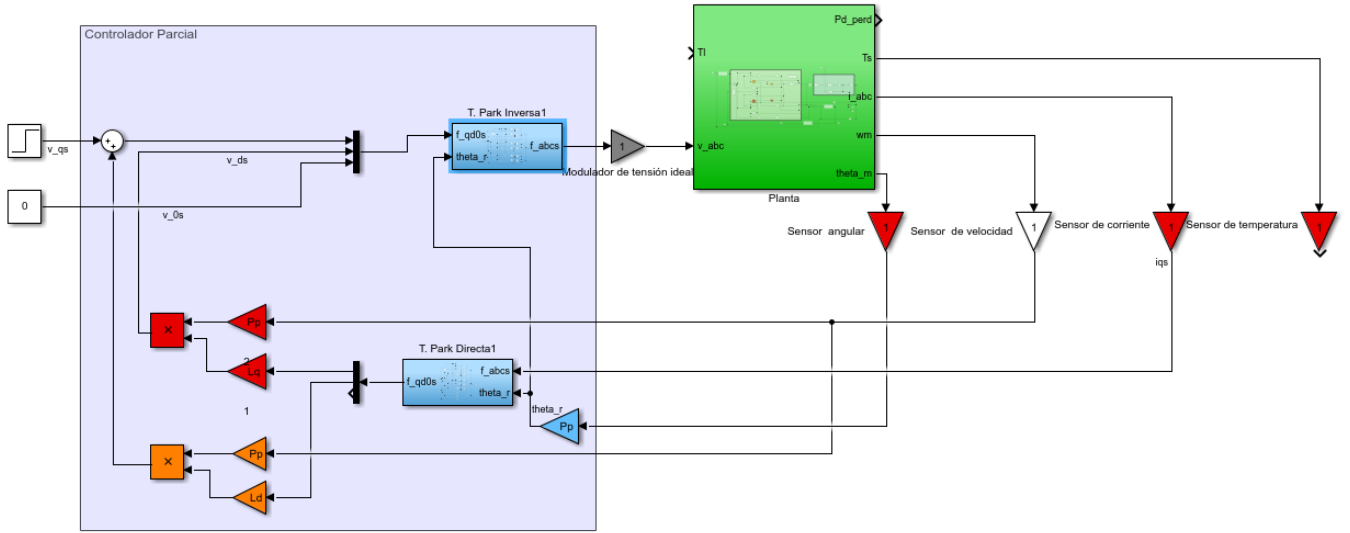 Controlador Parcial
Pd_perd
Tl
Ts
i_abc
wm
theta_m
v_abc
Planta
T. Park Inversa1
f_qd0s
theta_r
f_abcs
1
Modulador de tensión ideal
v_qs
+
+
v_ds
0
v_0s
Sensor angular
1
Sensor de velocidad
1
Sensor de corriente
1
Sensor de temperatura
1
iqs
×
Pp
2
Lq
T. Park Directa1
f_qd0s
f_abcs
theta_r
theta_r
Pp
1
×
Pp
Ld